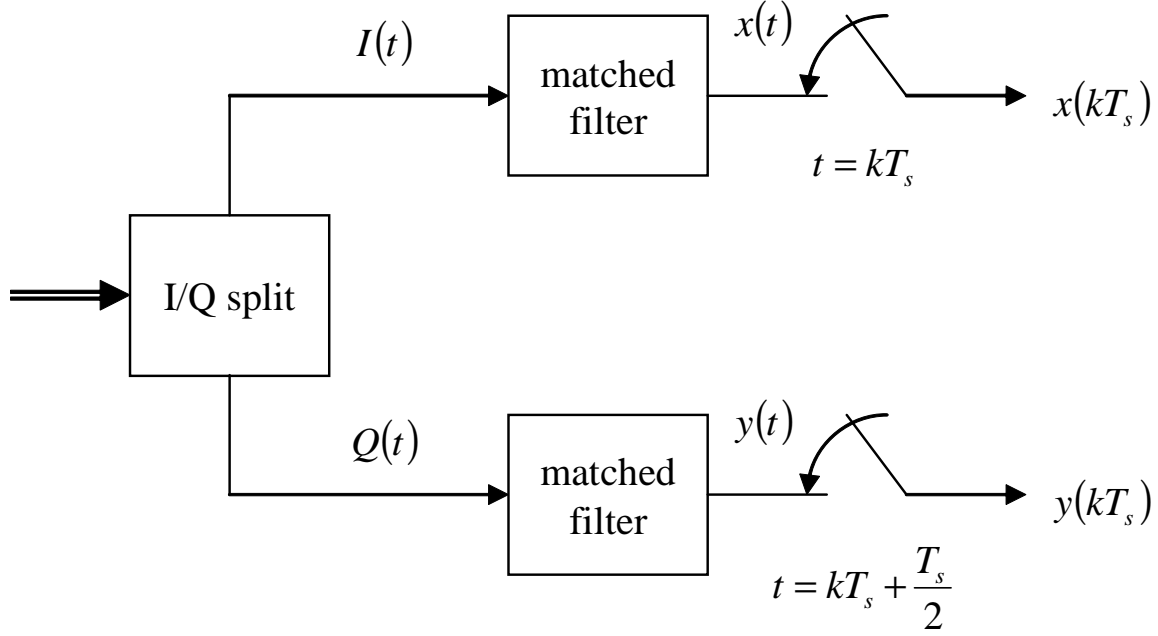 I(t)
matched
filter
x(t)
t = kT_s
x(kT_s)
I/Q split
Q(t)
matched
filter
y(t)
t = kT_s + T_s/2
y(kT_s)